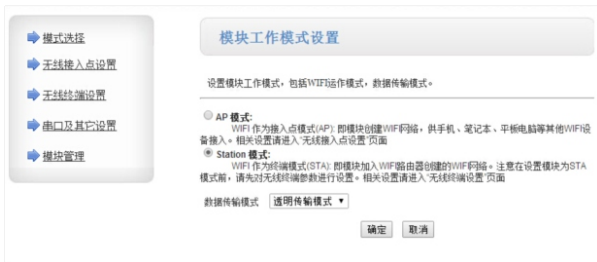 模式选择
无线接入点设置
无线终端设置
串口及其它设置
模块管理
模块工作模式设置
设置模块工作模式，包括WIFI运作模式，数据传输模式。
AP 模式:
WIFI 作为接入点模式(AP): 即模块创建WIFI网络，供手机、笔记本、平板电脑等其他WIFI设
备接入。相关设置请进入"无线接入点设置"页面
Station 模式:
WIFI 作为终端模式(STA): 即模块加入WIFI路由器创建的WIFI网络。注意在设置模块为STA
模式前，请先对无线终端参数进行设置。相关设置请进入"无线终端设置"页面
数据传输模式 透明传输模式
确定 取消